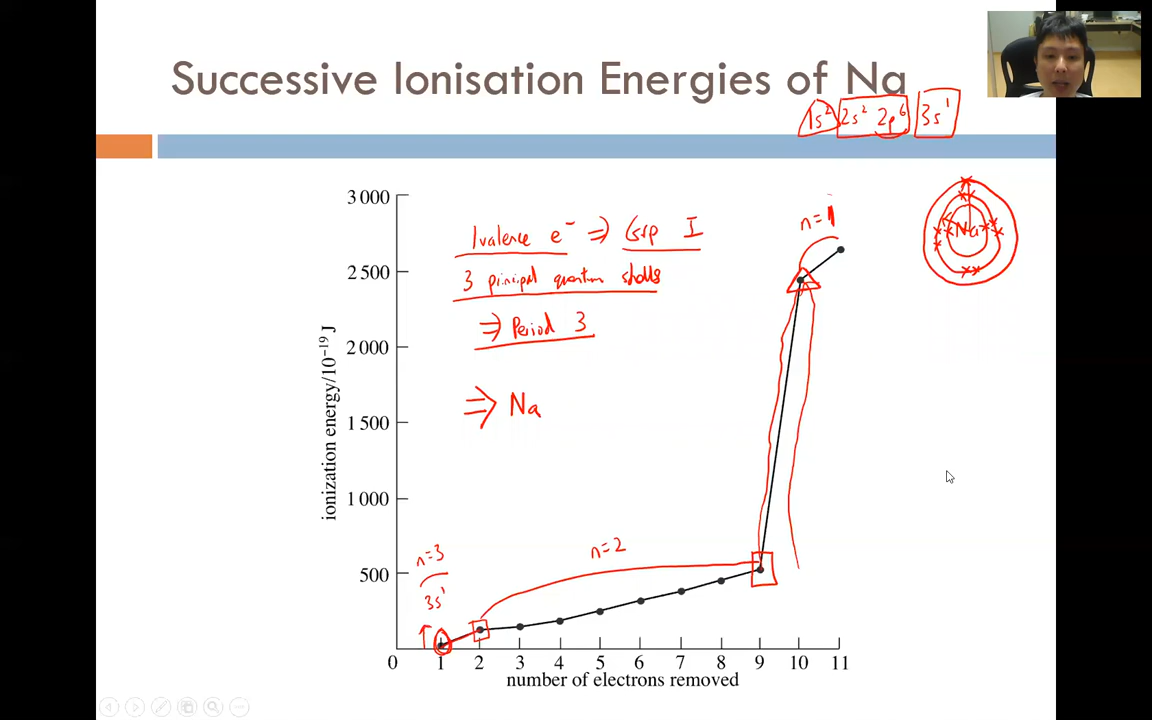 Successive Ionisation Energies of Na
1s² 2s² 2p⁶ 3s¹
3 000
n=1
1 valence e⁻ ⇒ Grp I
Na
2 500
3 principal quantum shells
⇒ Period 3
2 000
⇒ Na
1 500
ionization energy/10⁻¹⁹ J
1 000
n=3
n=2
500
3s¹
0 1 2 3 4 5 6 7 8 9 10 11
number of electrons removed